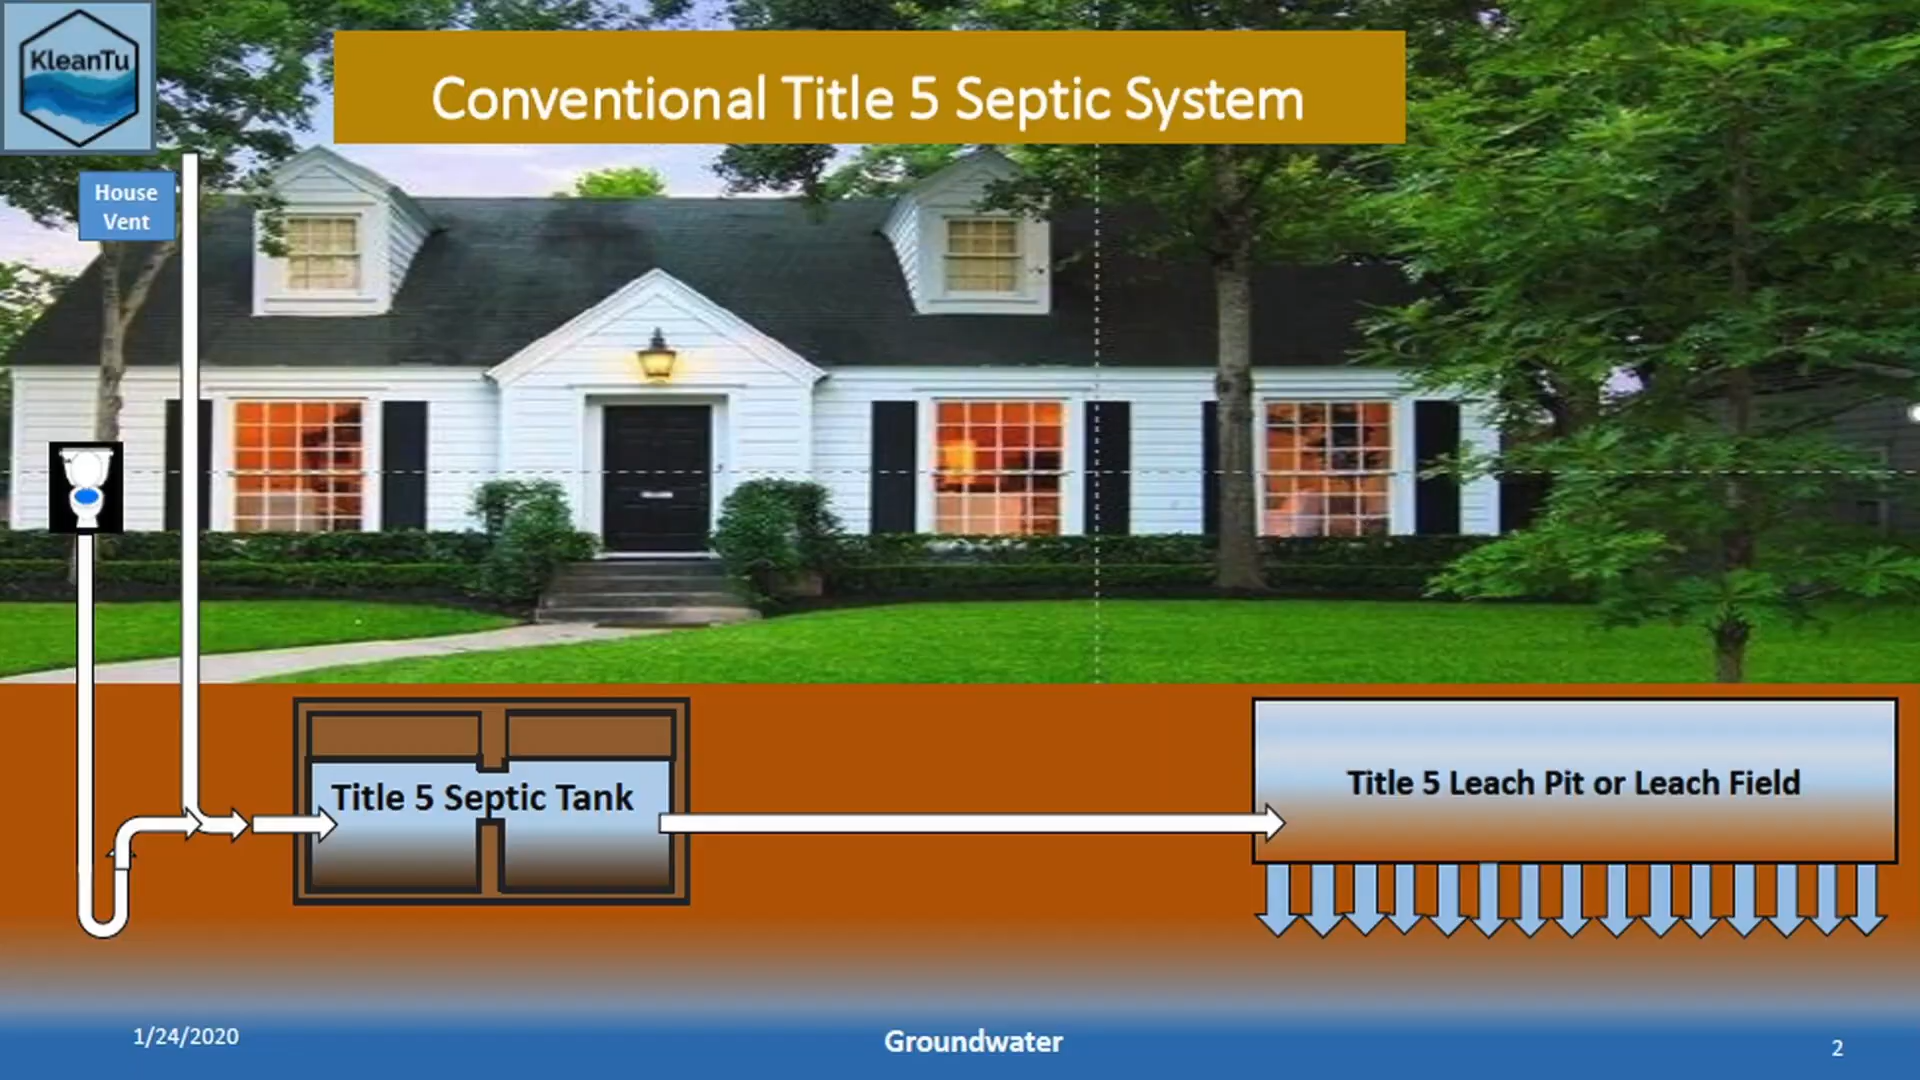 KleanTu
Conventional Title 5 Septic System
House
Vent
Title 5 Septic Tank
Title 5 Leach Pit or Leach Field
1/24/2020
Groundwater
2